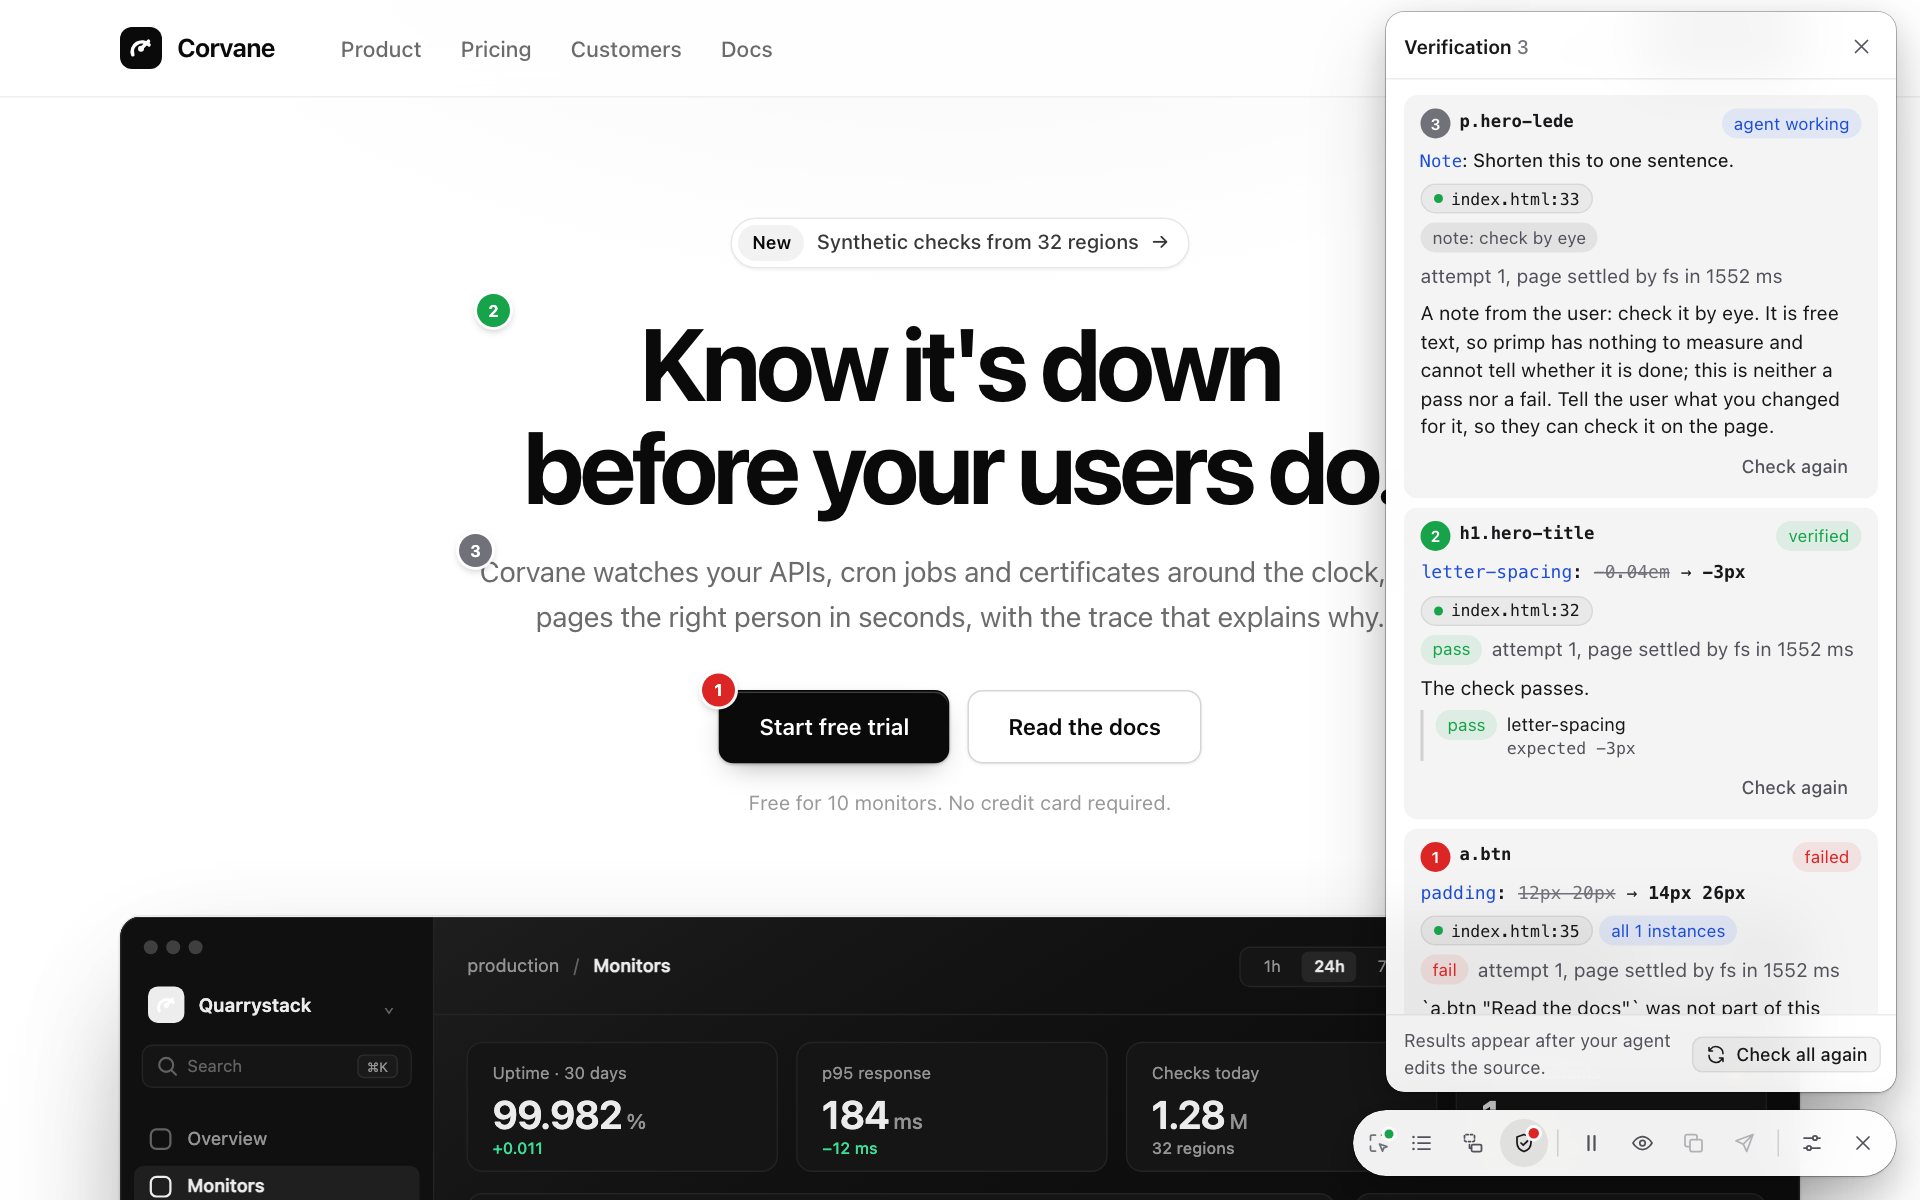 Corvane
Product
Pricing
Customers
Docs
New
Synthetic checks from 32 regions →
2
Know it's down
before your users do.
3
Corvane watches your APIs, cron jobs and certificates around the clock,
pages the right person in seconds, with the trace that explains why.
1
Start free trial
Read the docs
Free for 10 monitors. No credit card required.
Quarrystack
Search
⌘K
Overview
Monitors
production / Monitors
1h
24h
Uptime · 30 days
99.982 %
+0.011
p95 response
184 ms
−12 ms
Checks today
1.28 M
32 regions
Verification 3
3 p.hero-lede
agent working
Note: Shorten this to one sentence.
index.html:33
note: check by eye
attempt 1, page settled by fs in 1552 ms
A note from the user: check it by eye. It is free
text, so primp has nothing to measure and
cannot tell whether it is done; this is neither a
pass nor a fail. Tell the user what you changed
for it, so they can check it on the page.
Check again
2 h1.hero-title
verified
letter-spacing: -0.04em → -3px
index.html:32
pass attempt 1, page settled by fs in 1552 ms
The check passes.
pass letter-spacing
expected -3px
Check again
1 a.btn
failed
padding: 12px 20px → 14px 26px
index.html:35
all 1 instances
fail attempt 1, page settled by fs in 1552 ms
`a.btn "Read the docs"` was not part of this
Results appear after your agent
edits the source.
Check all again